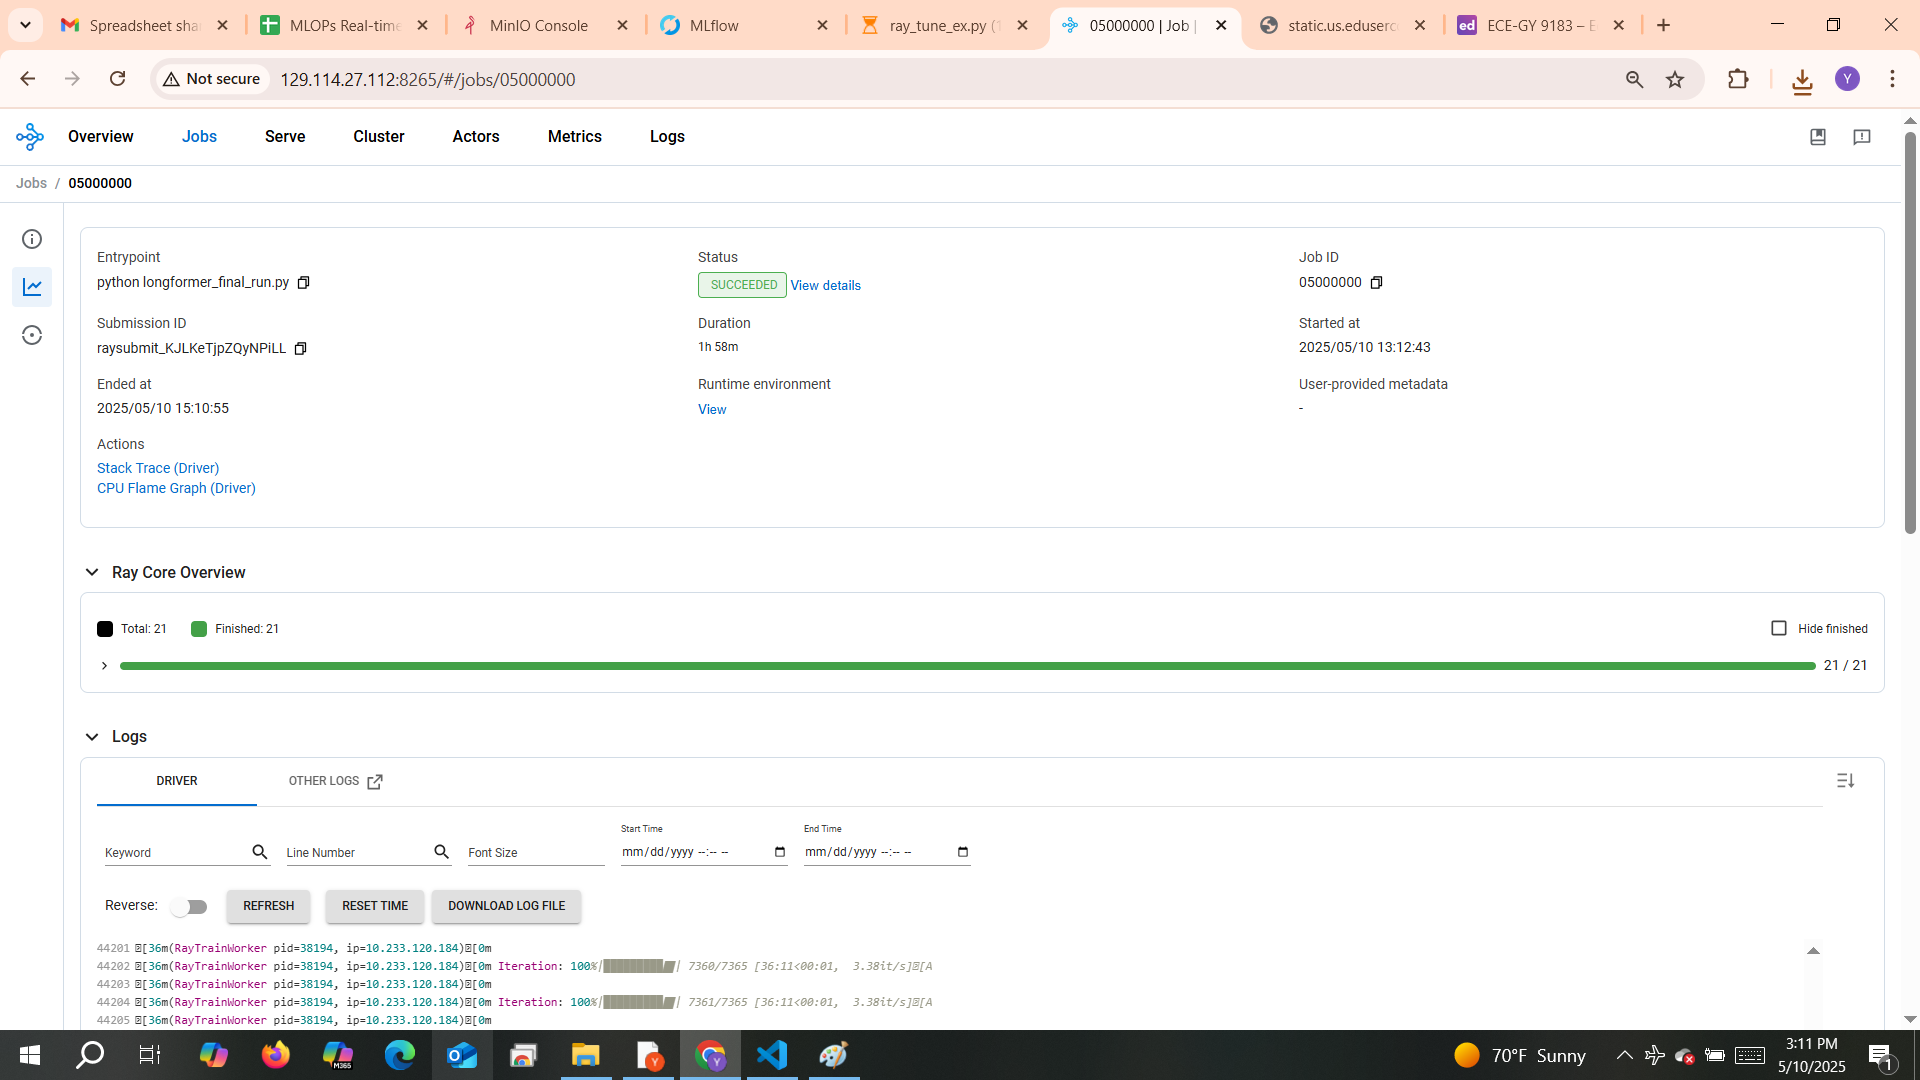 Spreadsheet sha
MLOPs Real-time
MinIO Console
MLflow
ray_tune_ex.py (1
05000000 | Job |
static.us.eduserc
ed
ECE-GY 9183 – E
Not secure
129.114.27.112:8265/#/jobs/05000000
Y
Overview
Jobs
Serve
Cluster
Actors
Metrics
Logs
Jobs / 05000000
Entrypoint
python longformer_final_run.py
Status
SUCCEEDED View details
Job ID
05000000
Submission ID
raysubmit_KJLKeTjpZQyNPiLL
Duration
1h 58m
Started at
2025/05/10 13:12:43
Ended at
2025/05/10 15:10:55
Runtime environment
View
User-provided metadata
-
Actions
Stack Trace (Driver)
CPU Flame Graph (Driver)
Ray Core Overview
Total: 21
Finished: 21
Hide finished
21 / 21
Logs
DRIVER
OTHER LOGS
Keyword
Line Number
Font Size
Start Time
mm/dd/yyyy --:-- --
End Time
mm/dd/yyyy --:-- --
Reverse:
REFRESH
RESET TIME
DOWNLOAD LOG FILE
44201 [36m(RayTrainWorker pid=38194, ip=10.233.120.184)[0m
44202 [36m(RayTrainWorker pid=38194, ip=10.233.120.184)[0m Iteration: 100%|██████████| 7360/7365 [36:11<00:01, 3.38it/s][A
44203 [36m(RayTrainWorker pid=38194, ip=10.233.120.184)[0m
44204 [36m(RayTrainWorker pid=38194, ip=10.233.120.184)[0m Iteration: 100%|██████████| 7361/7365 [36:11<00:01, 3.38it/s][A
44205 [36m(RayTrainWorker pid=38194, ip=10.233.120.184)[0m
M365
70°F Sunny
3:11 PM
5/10/2025
1